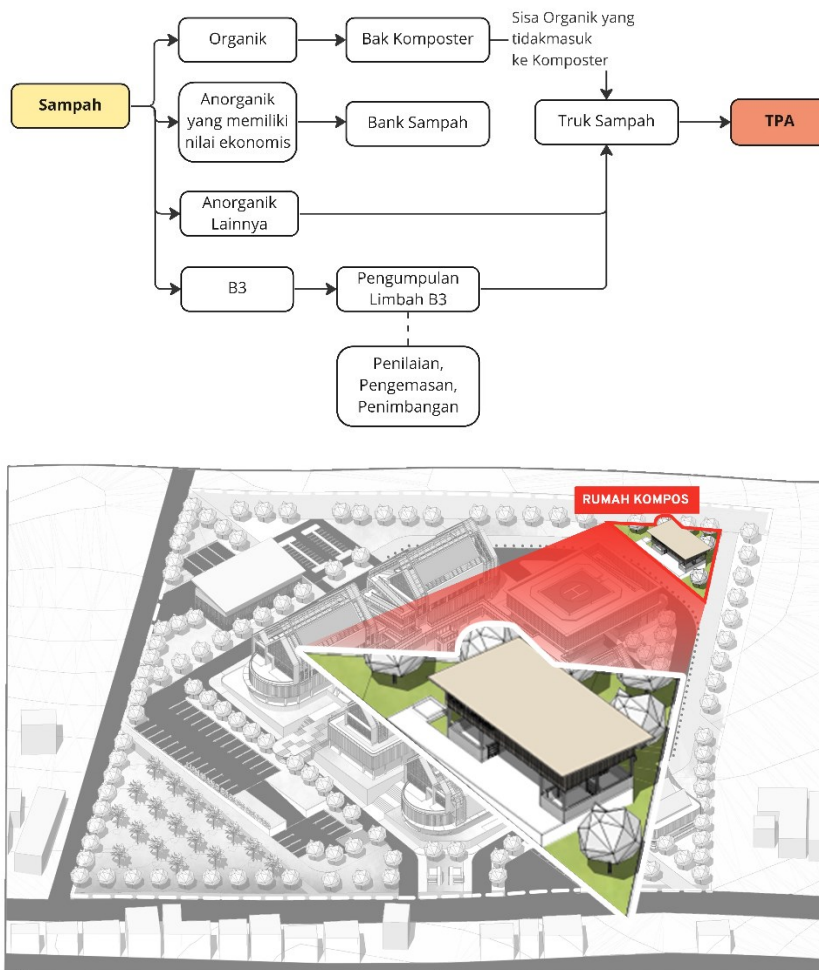 Organik
Bak Komposter
Sisa Organik yang
tidakmasuk
ke Komposter
Sampah
Anorganik
yang memiliki
nilai ekonomis
Bank Sampah
Truk Sampah
TPA
Anorganik
Lainnya
B3
Pengumpulan
Limbah B3
Penilaian,
Pengemasan,
Penimbangan
RUMAH KOMPOS
H